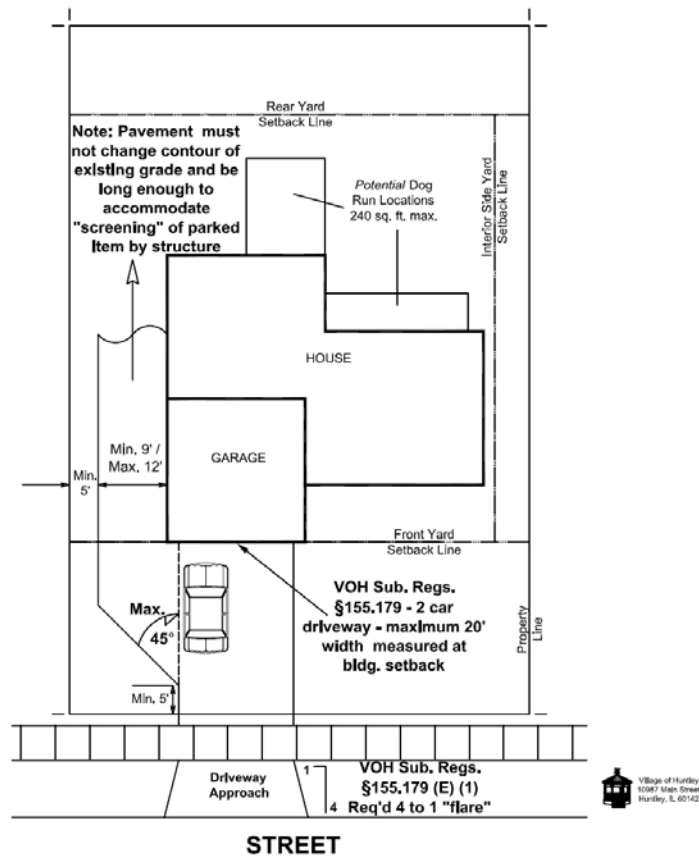 Rear Yard
Setback Line
Note: Pavement must
not change contour of
existing grade and be
long enough to
accommodate
"screening" of parked
item by structure
Potential Dog
Run Locations
240 sq. ft. max.
Interior Side Yard
Setback Line
HOUSE
Min. 9' /
Max. 12'
GARAGE
Min.
5'
Front Yard
Setback Line
VOH Sub. Regs.
§155.179 - 2 car
driveway - maximum 20'
width measured at
bldg. setback
Max.
45°
Property
Line
Min. 5'
Driveway
Approach
1
4
VOH Sub. Regs.
§155.179 (E) (1)
Req'd 4 to 1 "flare"
Village of Huntley
10987 Main Street
Huntley, IL 60142
STREET